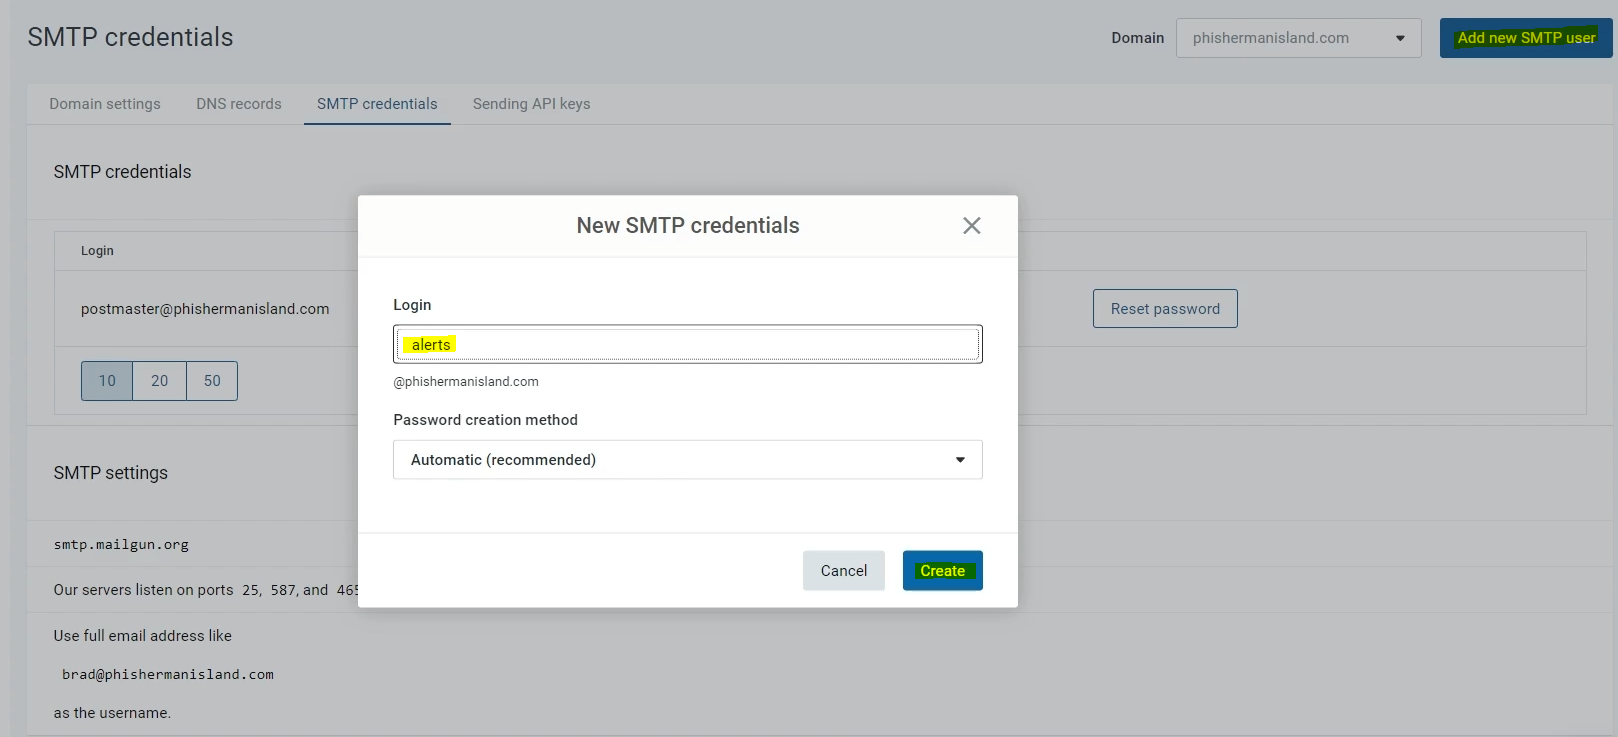 SMTP credentials
Domain phishermanisland.com Add new SMTP user
Domain settings DNS records SMTP credentials Sending API keys
SMTP credentials
New SMTP credentials
Login
Login
postmaster@phishermanisland.com
Reset password
alerts
10 20 50
@phishermanisland.com
Password creation method
Automatic (recommended)
SMTP settings
smtp.mailgun.org
Cancel Create
Our servers listen on ports 25, 587, and 465
Use full email address like
brad@phishermanisland.com
as the username.